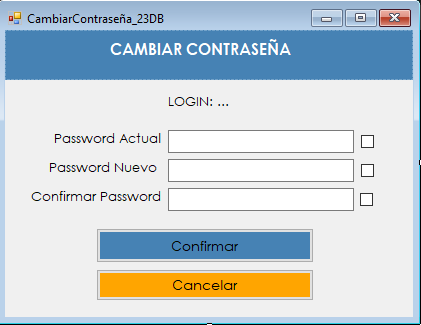 CambiarContraseña_23DB
CAMBIAR CONTRASEÑA
LOGIN: ...
Password Actual
Password Nuevo
Confirmar Password
Confirmar
Cancelar